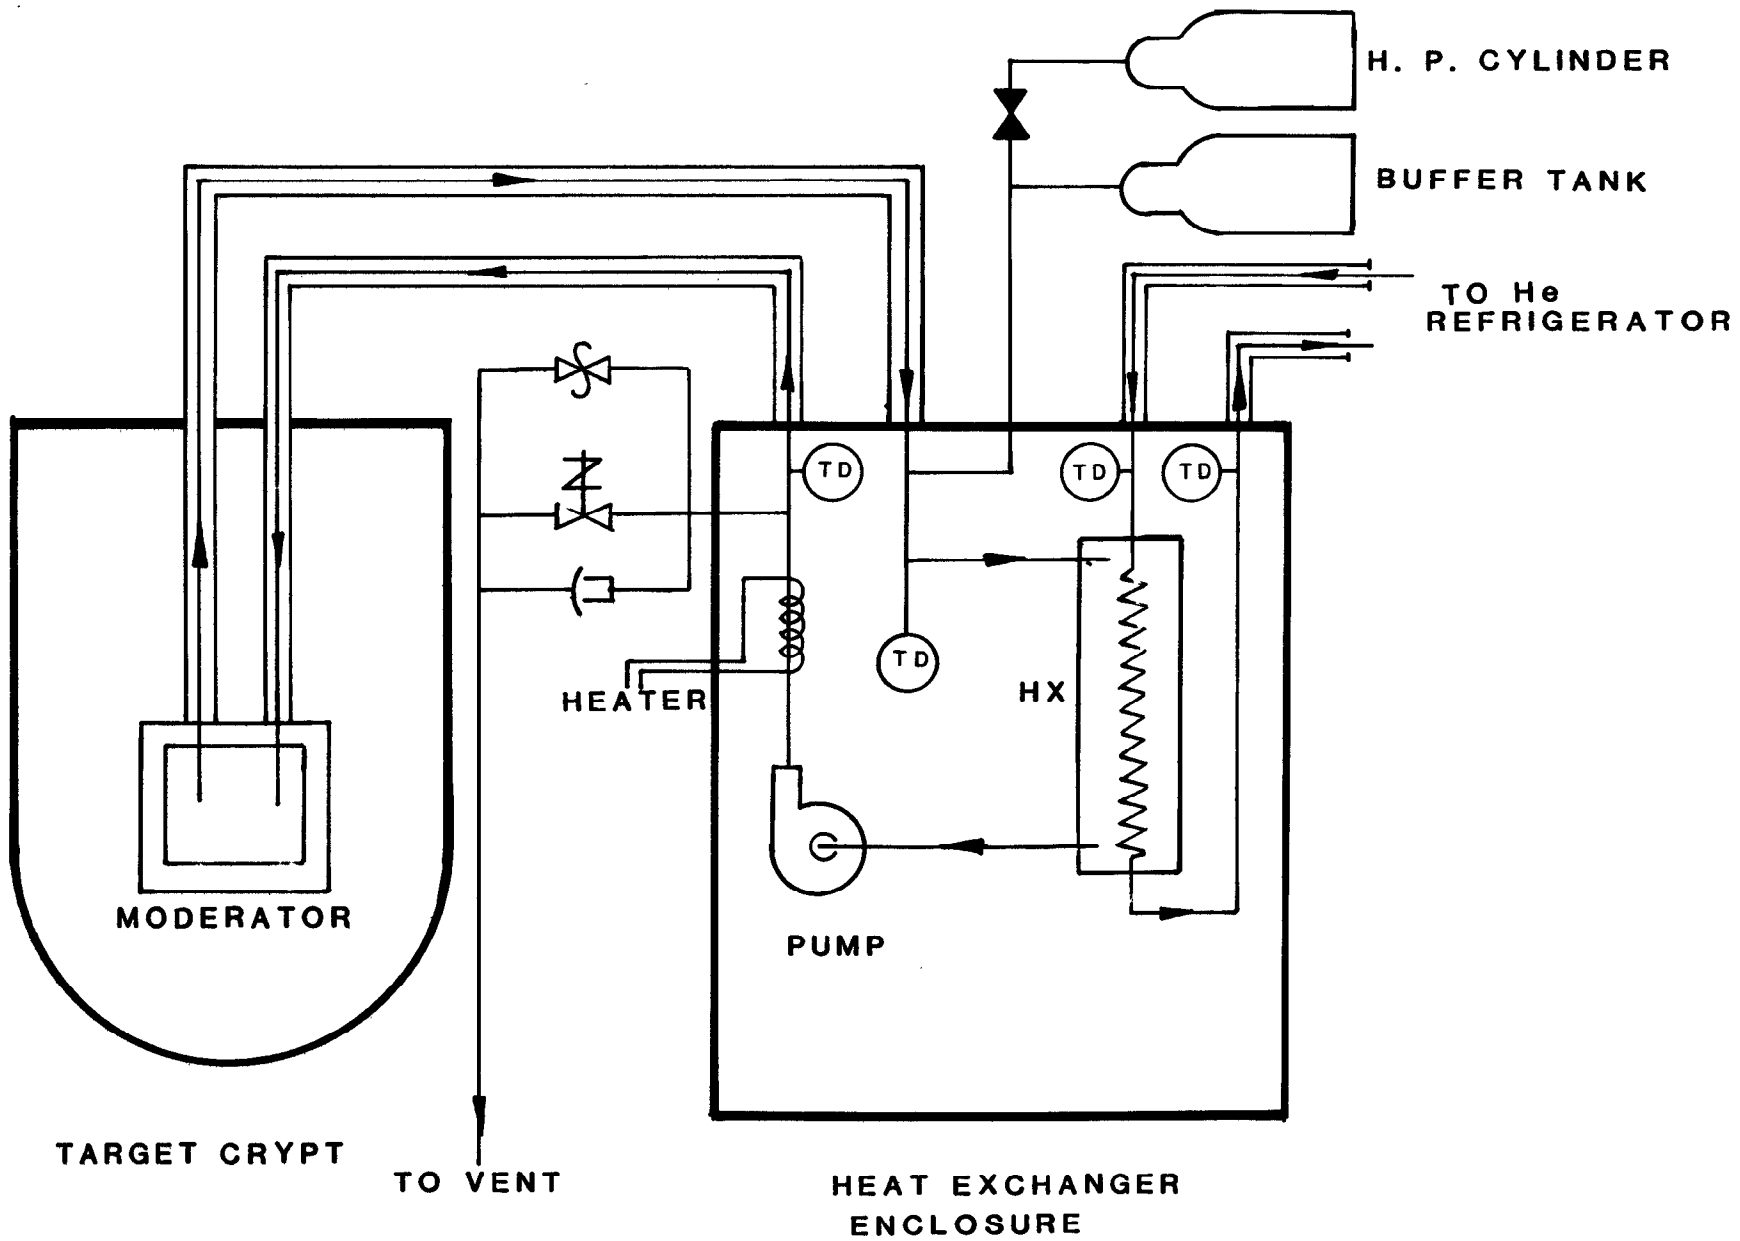 H. P. CYLINDER
BUFFER TANK
TO He
REFRIGERATOR
TD
TD
TD
TD
HX
HEATER
MODERATOR
PUMP
TARGET CRYPT
TO VENT
HEAT EXCHANGER
ENCLOSURE